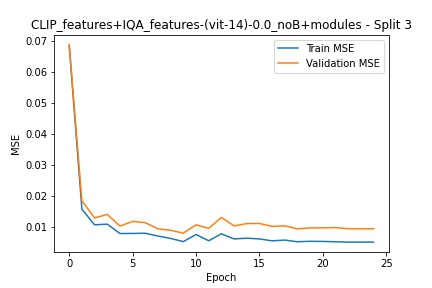 CLIP_features+IQA_features-(vit-14)-0.0_noB+modules - Split 3
0.07
0.06
0.05
0.04
0.03
0.02
0.01
MSE
Train MSE
Validation MSE
0 5 10 15 20 25
Epoch